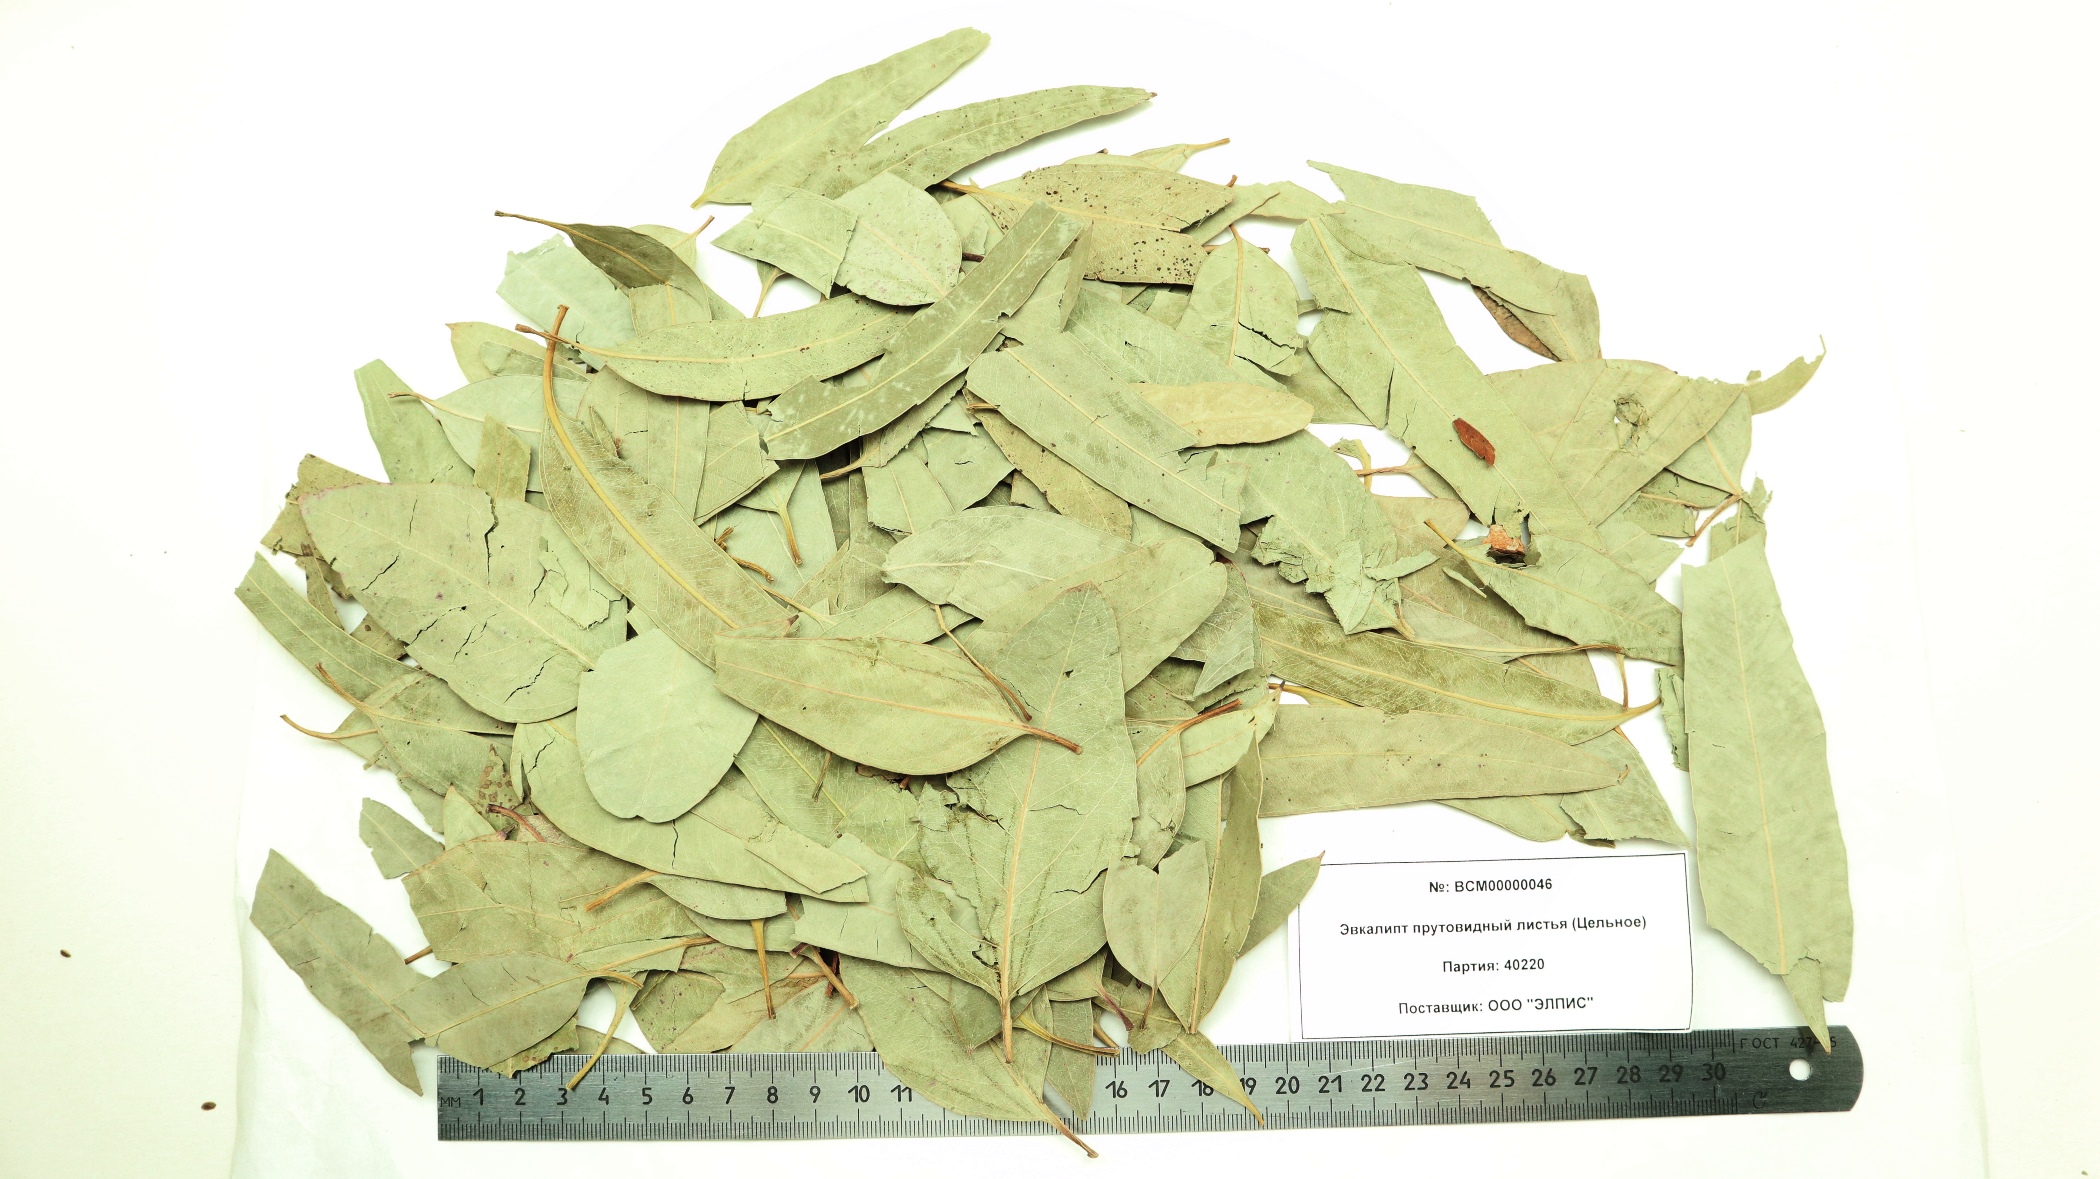 №: BCM00000046
Эвкалипт прутовидный листья (Цельное)
Партия: 40220
Поставщик: ООО "ЭЛПИС"
ГОСТ
мм 1 2 3 4 5 6 7 8 9 10 11 16 17 18 19 20 21 22 23 24 25 26 27 28 29 30